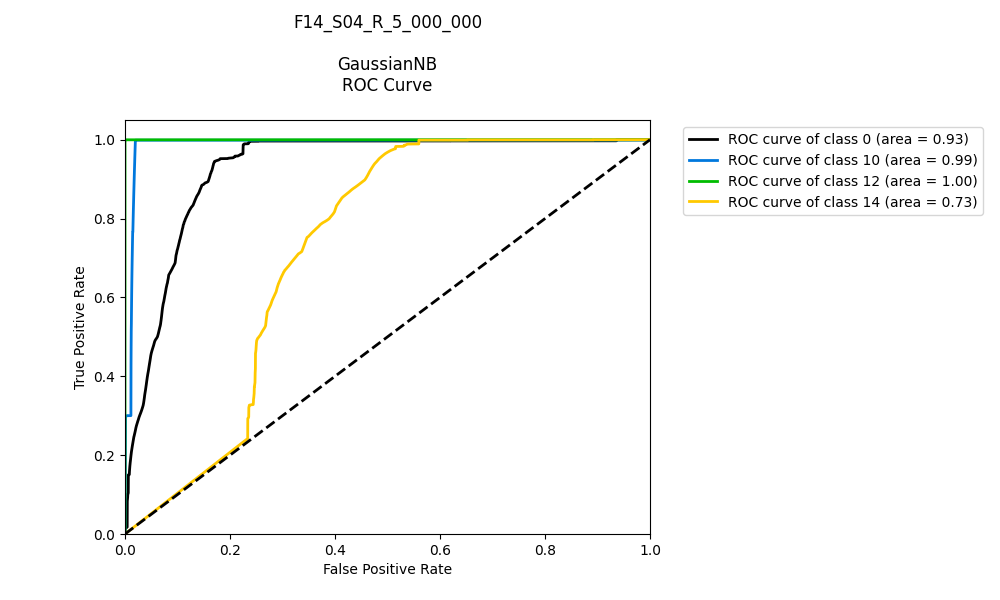 F14_S04_R_5_000_000
GaussianNB
ROC Curve
ROC curve of class 0 (area = 0.93)
ROC curve of class 10 (area = 0.99)
ROC curve of class 12 (area = 1.00)
ROC curve of class 14 (area = 0.73)
True Positive Rate
1.0
0.8
0.6
0.4
0.2
0.0
0.0 0.2 0.4 0.6 0.8 1.0
False Positive Rate